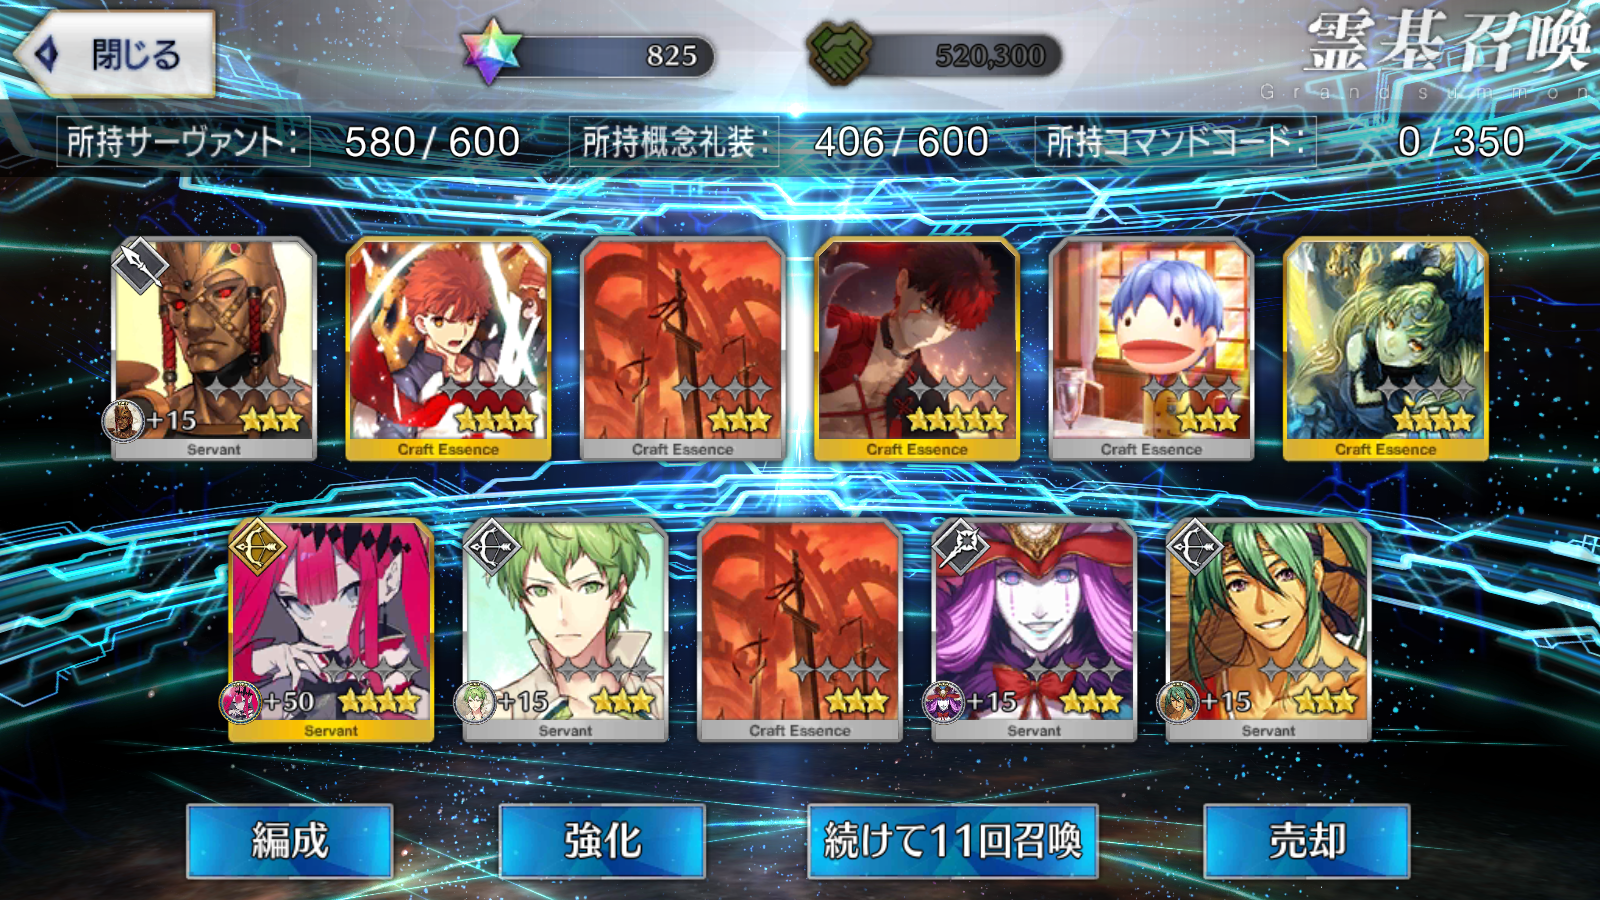 閉じる
825
520,300
霊基召喚
Grandsummon
所持サーヴァント: 580 / 600
所持概念礼装: 406 / 600
所持コマンドコード: 0 / 350
+15
Servant
Craft Essence
Craft Essence
Craft Essence
Craft Essence
Craft Essence
+50
Servant
+15
Servant
Craft Essence
+15
Servant
+15
Servant
編成
強化
続けて11回召喚
売却